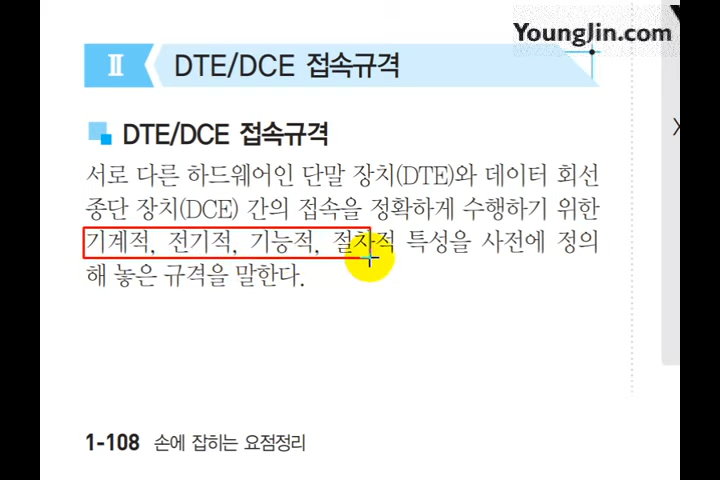 YoungJin.com
Ⅱ DTE/DCE 접속규격
DTE/DCE 접속규격
서로 다른 하드웨어인 단말 장치(DTE)와 데이터 회선
종단 장치(DCE) 간의 접속을 정확하게 수행하기 위한
기계적, 전기적, 기능적, 절차적 특성을 사전에 정의
해 놓은 규격을 말한다.
1-108 손에 잡히는 요점정리